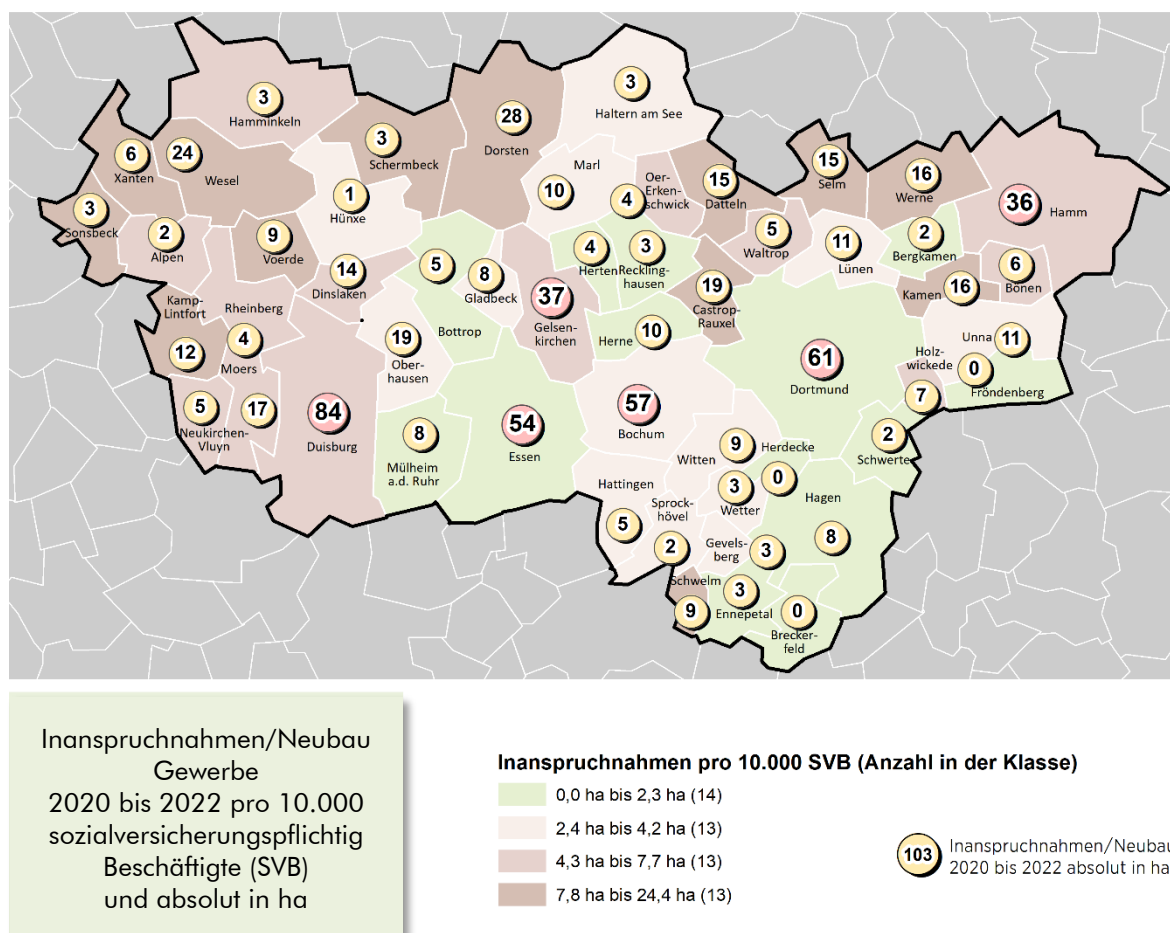 3
Hamminkeln
3
Haltern am See
28
Dorsten
3
Schermbeck
6
Xanten
24
Wesel
Marl
10
Oer-
Erken-
schwick
4
15
Datteln
15
Selm
16
Werne
36
Hamm
3
Sonsbeck
1
Hünxe
2
Alpen
9
Voerde
5
Waltrop
11
Lünen
2
Bergkamen
4
Herten
3
Reckling-
hausen
14
Dinslaken
5
Bottrop
8
Gladbeck
37
Gelsen-
kirchen
19
Castrop-
Rauxel
Kamen
16
6
Bönen
Kamp-
Lintfort
12
Rheinberg
4
Moers
19
Ober-
hausen
Herne
10
61
Dortmund
Holz-
wickede
7
Unna
11
0
Fröndenberg
5
Neukirchen-
Vluyn
17
84
Duisburg
8
Mülheim
a.d. Ruhr
54
Essen
57
Bochum
Witten
9
Herdecke
0
2
Schwerte
Hattingen
5
Sprock-
hövel
2
3
Wetter
Hagen
8
Gevels-
berg
3
Schwelm
9
3
Ennepetal
0
Brecker-
feld
Inanspruchnahmen/Neubau
Gewerbe
2020 bis 2022 pro 10.000
sozialversicherungspflichtig
Beschäftigte (SVB)
und absolut in ha
Inanspruchnahmen pro 10.000 SVB (Anzahl in der Klasse)
0,0 ha bis 2,3 ha (14)
2,4 ha bis 4,2 ha (13)
4,3 ha bis 7,7 ha (13)
7,8 ha bis 24,4 ha (13)
103
Inanspruchnahmen/Neubau
2020 bis 2022 absolut in ha